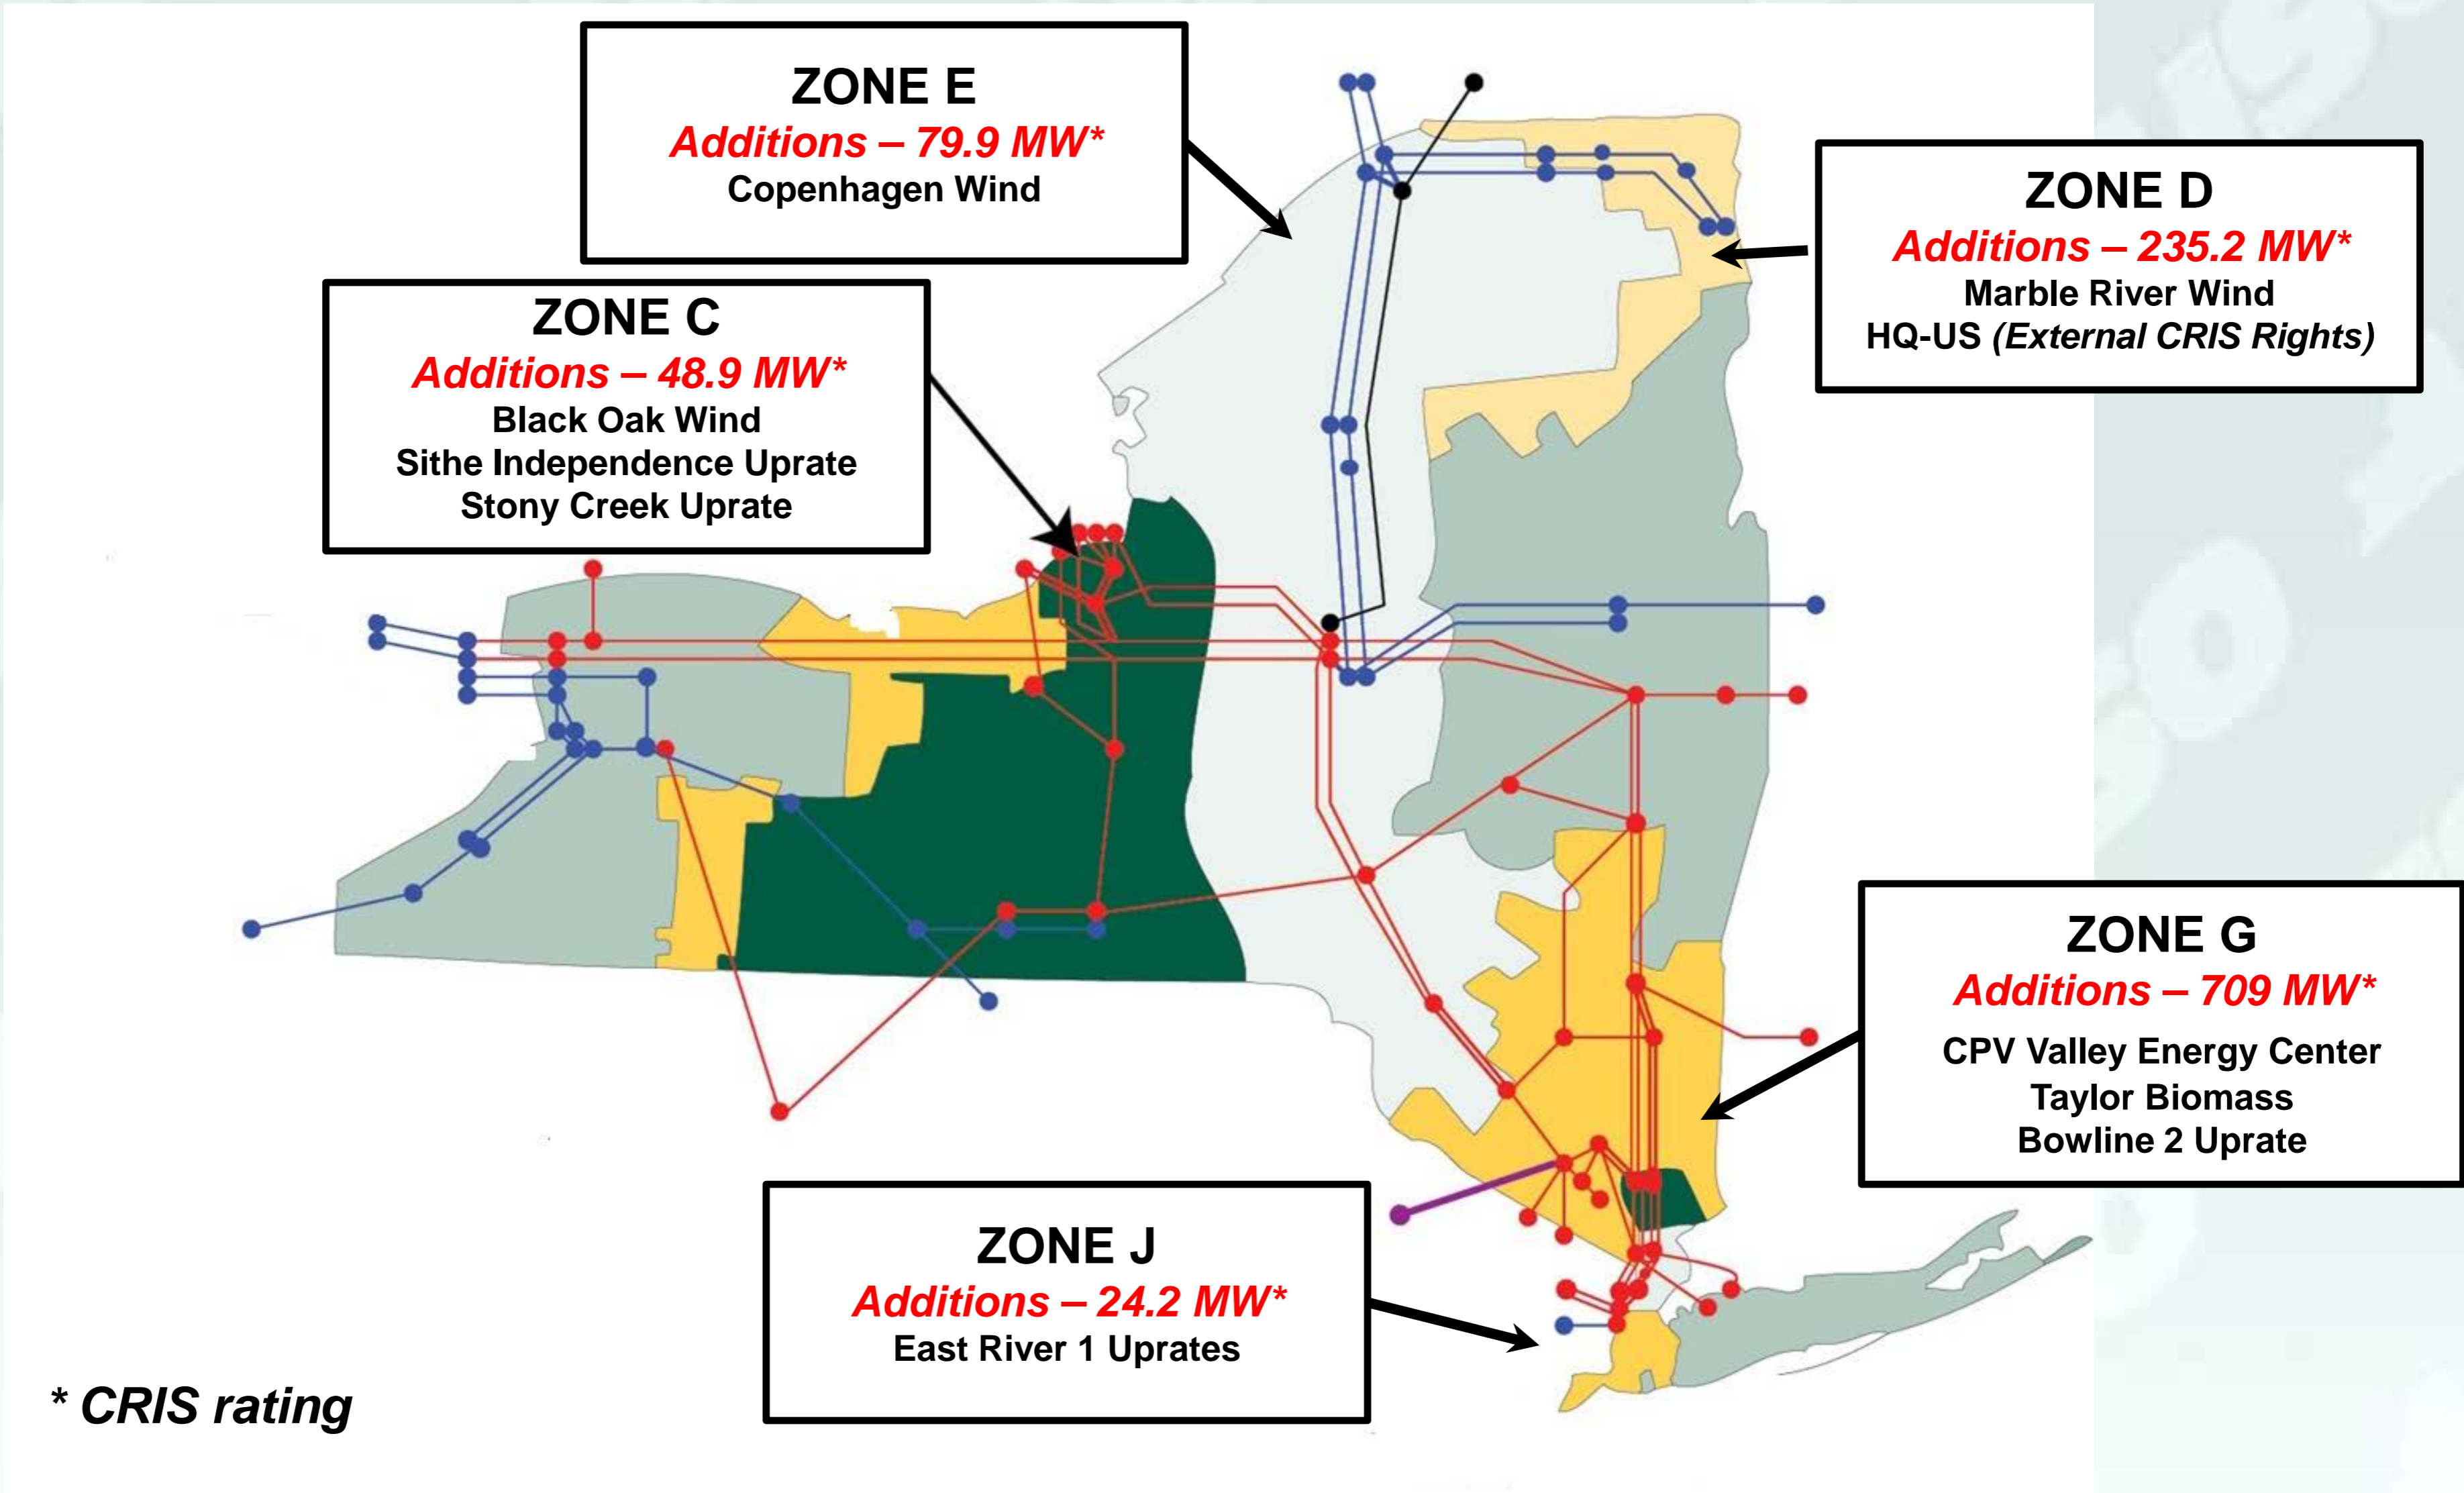 ZONE E
Additions – 79.9 MW*
Copenhagen Wind
ZONE D
Additions – 235.2 MW*
Marble River Wind
HQ-US (External CRIS Rights)
ZONE C
Additions – 48.9 MW*
Black Oak Wind
Sithe Independence Uprate
Stony Creek Uprate
ZONE G
Additions – 709 MW*
CPV Valley Energy Center
Taylor Biomass
Bowline 2 Uprate
ZONE J
Additions – 24.2 MW*
East River 1 Uprates
* CRIS rating